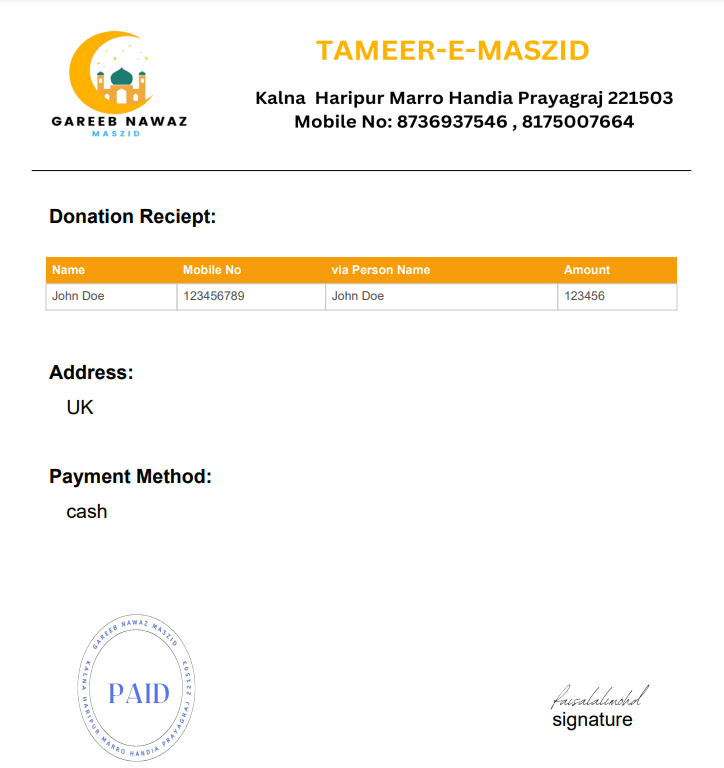 TAMEER-E-MASZID
GAREEB NAWAZ
MASZID
Kalna Haripur Marro Handia Prayagraj 221503
Mobile No: 8736937546 , 8175007664
Donation Reciept:
Name Mobile No via Person Name Amount
John Doe 123456789 John Doe 123456
Address:
UK
Payment Method:
cash
GAREEB NAWAZ MASZID
KALNA HARIPUR MARRO HANDIA PRAYAGRAJ 221503
PAID
faisalalimohd
signature